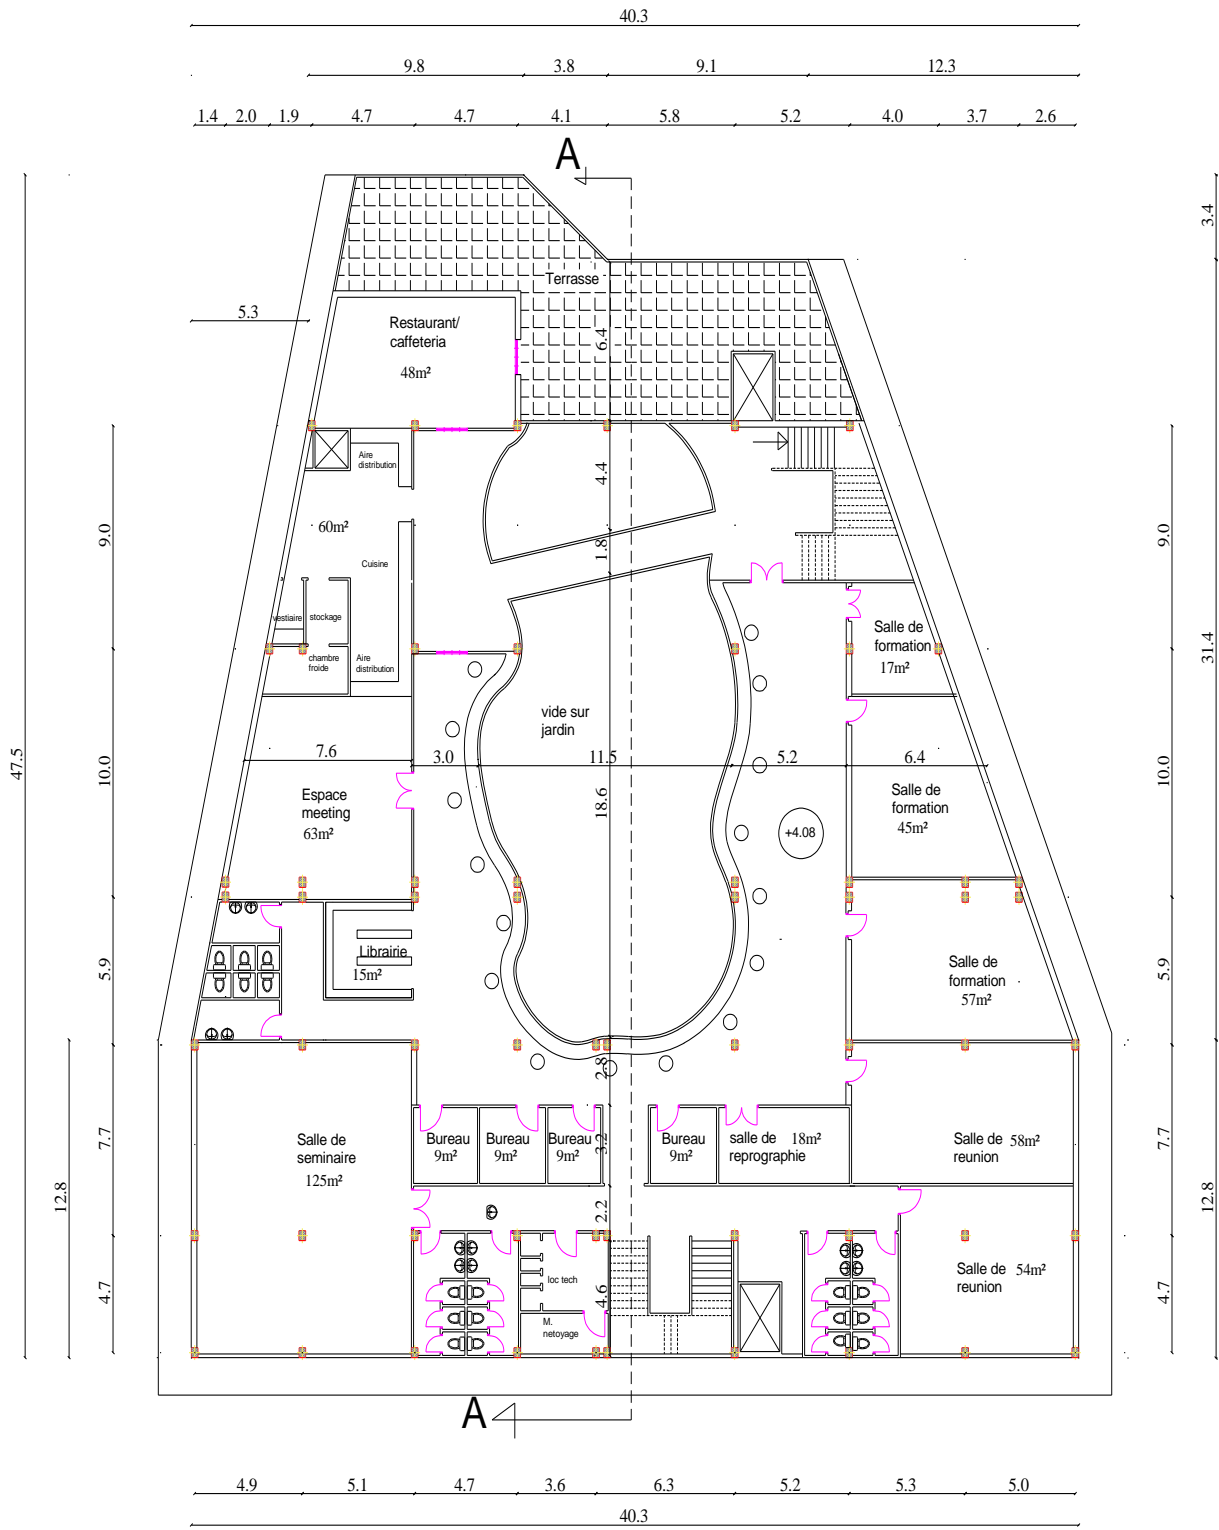 40.3
9.8 3.8 9.1 12.3
1.4 2.0 1.9 4.7 4.7 4.1 5.8 5.2 4.0 3.7 2.6
A
3.4
Terrasse
5.3
Restaurant/
caffeteria
48m²
6.4
Aire
distribution
4.4
60m²
9.0
9.0
1.8
Cuisine
vestiaire
stockage
Salle de
formation
17m²
chambre
froide
Aire
distribution
31.4
vide sur
jardin
47.5
7.6 3.0 11.5 5.2 6.4
10.0
10.0
18.6
Espace
meeting
63m²
Salle de
formation
45m²
+4.08
Librairie
15m²
5.9
5.9
Salle de
formation
57m²
2.8
7.7
7.7
Salle de
seminaire
125m²
Bureau
9m²
Bureau
9m²
Bureau
9m²
3.2
Bureau
9m²
salle de
reprographie
18m²
Salle de
reunion
58m²
12.8
12.8
2.2
4.7
4.7
loc tech
4.6
M.
netoyage
Salle de
reunion
54m²
A
4.9 5.1 4.7 3.6 6.3 5.2 5.3 5.0
40.3